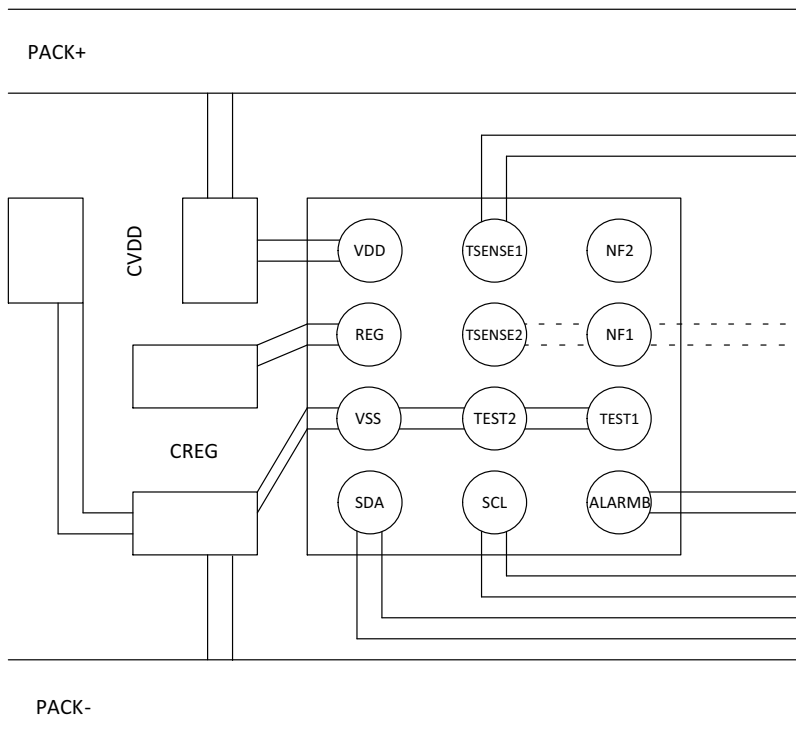 PACK+
CVDD
VDD
TSENSE1
NF2
REG
TSENSE2
NF1
VSS
TEST2
TEST1
CREG
SDA
SCL
ALARMB
PACK-